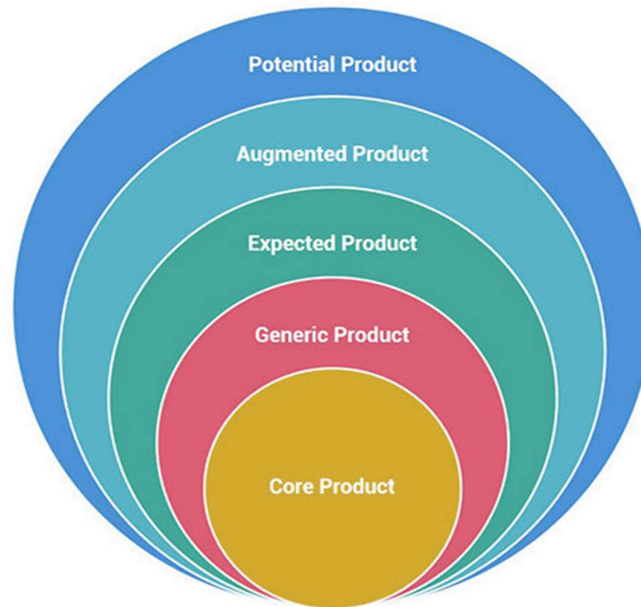 Potential Product
Augmented Product
Expected Product
Generic Product
Core Product